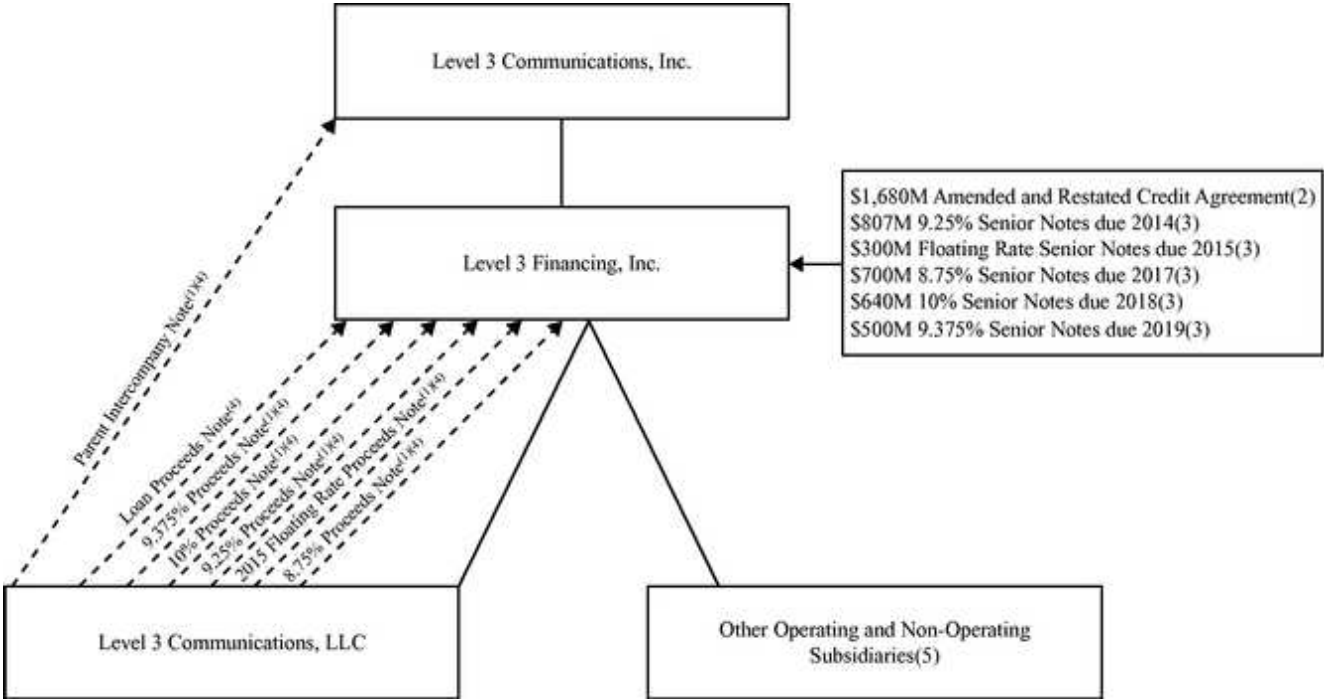 Level 3 Communications, Inc.
Level 3 Financing, Inc.
$1,680M Amended and Restated Credit Agreement(2)
$807M 9.25% Senior Notes due 2014(3)
$300M Floating Rate Senior Notes due 2015(3)
$700M 8.75% Senior Notes due 2017(3)
$640M 10% Senior Notes due 2018(3)
$500M 9.375% Senior Notes due 2019(3)
Parent Intercompany Note(1)(4)
Loan Proceeds Note(4)
9.375% Proceeds Note(1)(4)
10% Proceeds Note(1)(4)
9.25% Proceeds Note(1)(4)
2015 Floating Rate Proceeds Note(1)(4)
8.75% Proceeds Note(1)(4)
Level 3 Communications, LLC
Other Operating and Non-Operating
Subsidiaries(5)